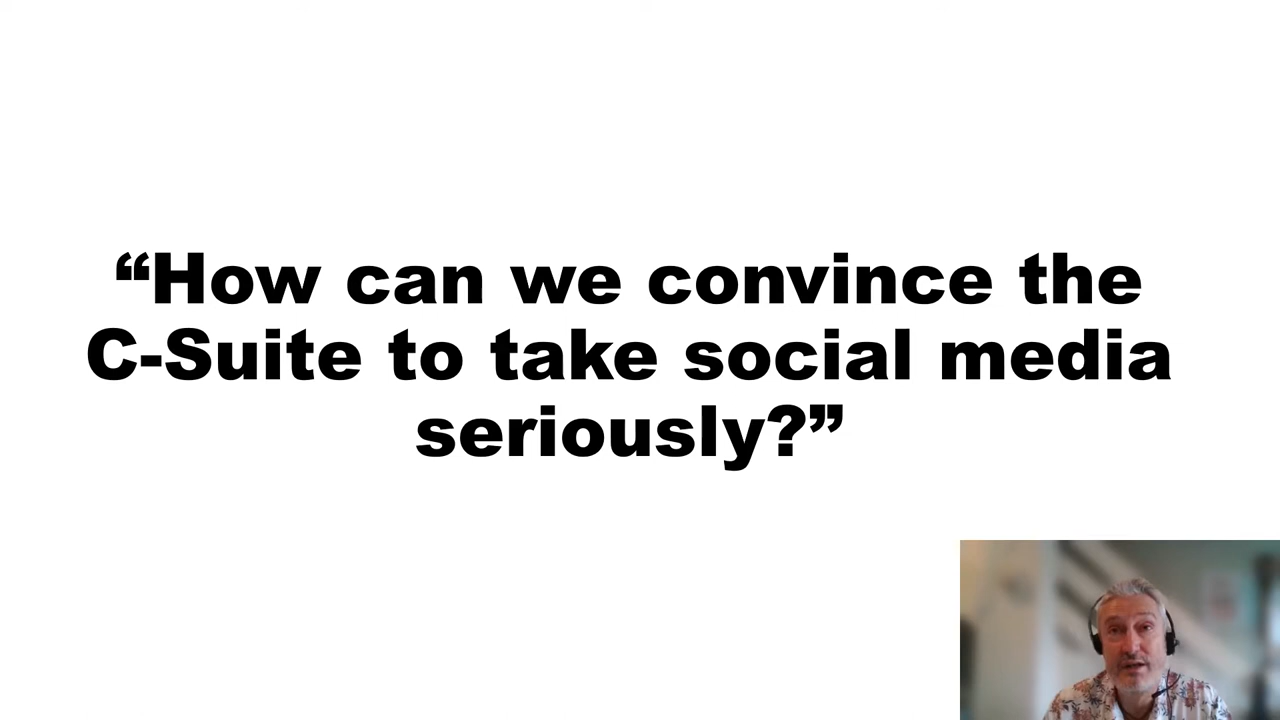 “How can we convince the
C-Suite to take social media
seriously?”